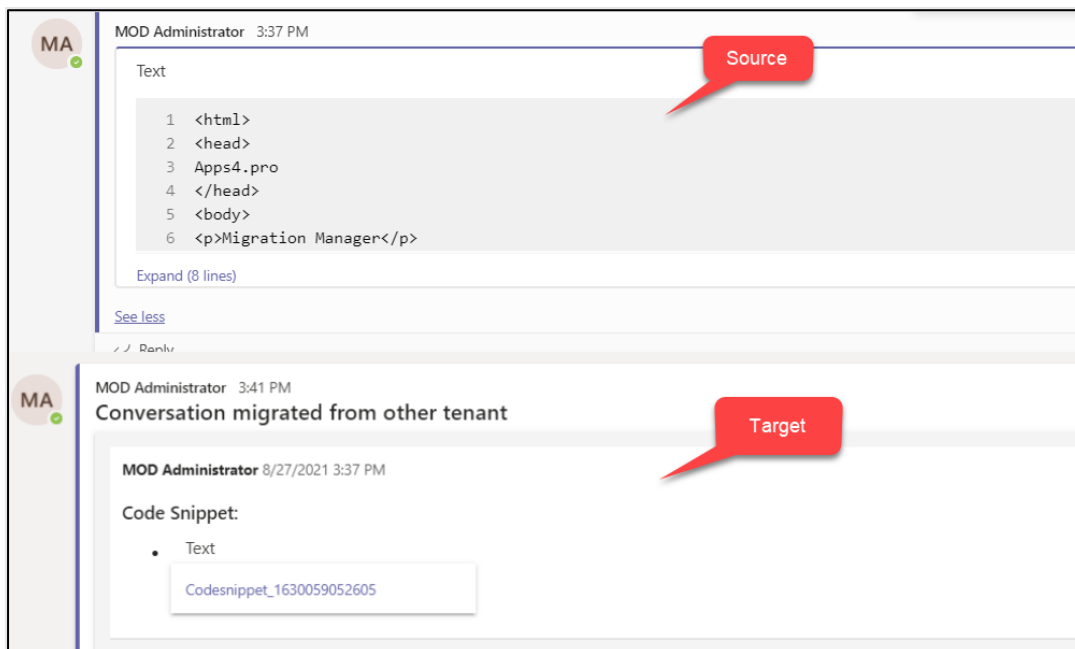 MA
MOD Administrator 3:37 PM
Source
Text
1 <html>
2 <head>
3 Apps4.pro
4 </head>
5 <body>
6 <p>Migration Manager</p>
Expand (8 lines)
See less
Reply
MA
MOD Administrator 3:41 PM
Conversation migrated from other tenant
Target
MOD Administrator 8/27/2021 3:37 PM
Code Snippet:
• Text
Codesnippet_1630059052605